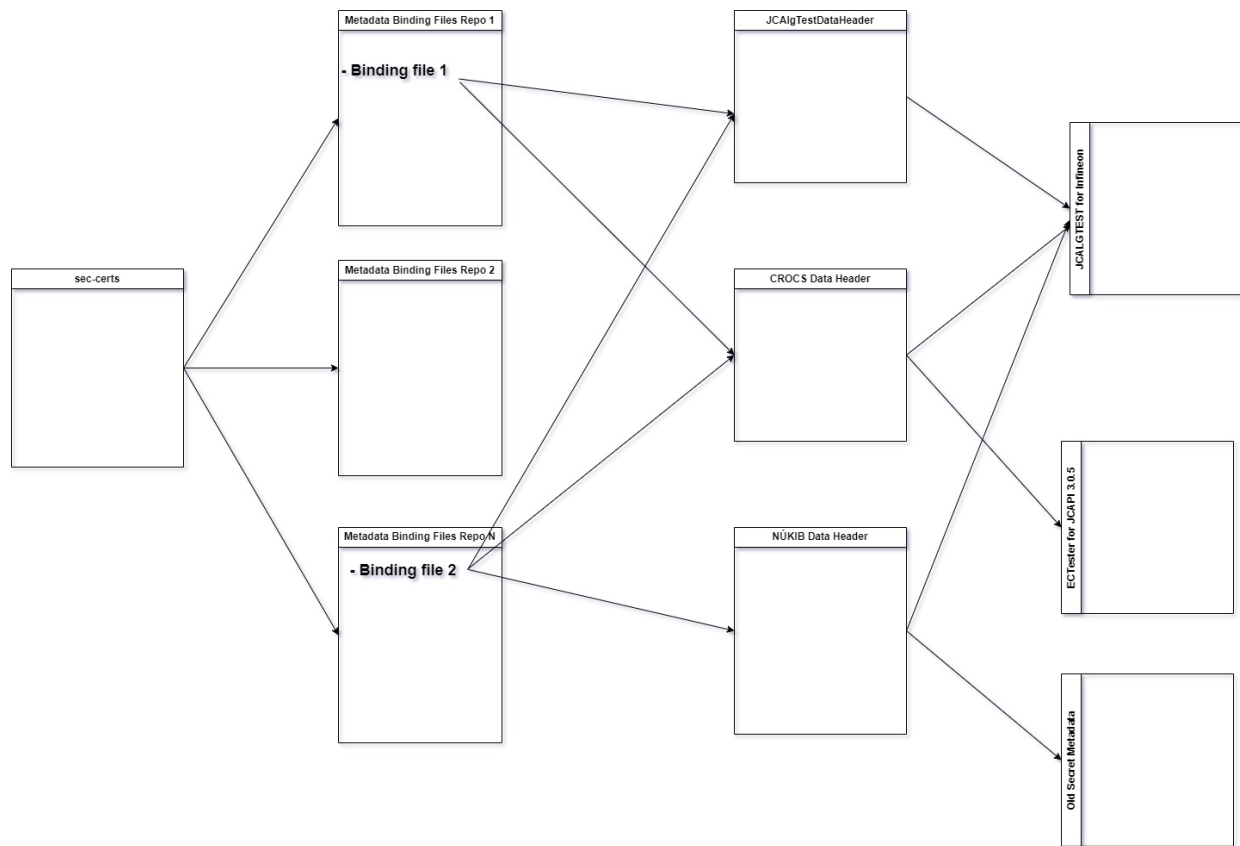 Metadata Binding Files Repo 1
- Binding file 1
JCAlgTestDataHeader
JCALGTEST for Infineon
sec-certs
Metadata Binding Files Repo 2
CROCS Data Header
ECTester for JCAPI 3.0.5
Metadata Binding Files Repo N
- Binding file 2
NÚKIB Data Header
Old Secret Metadata